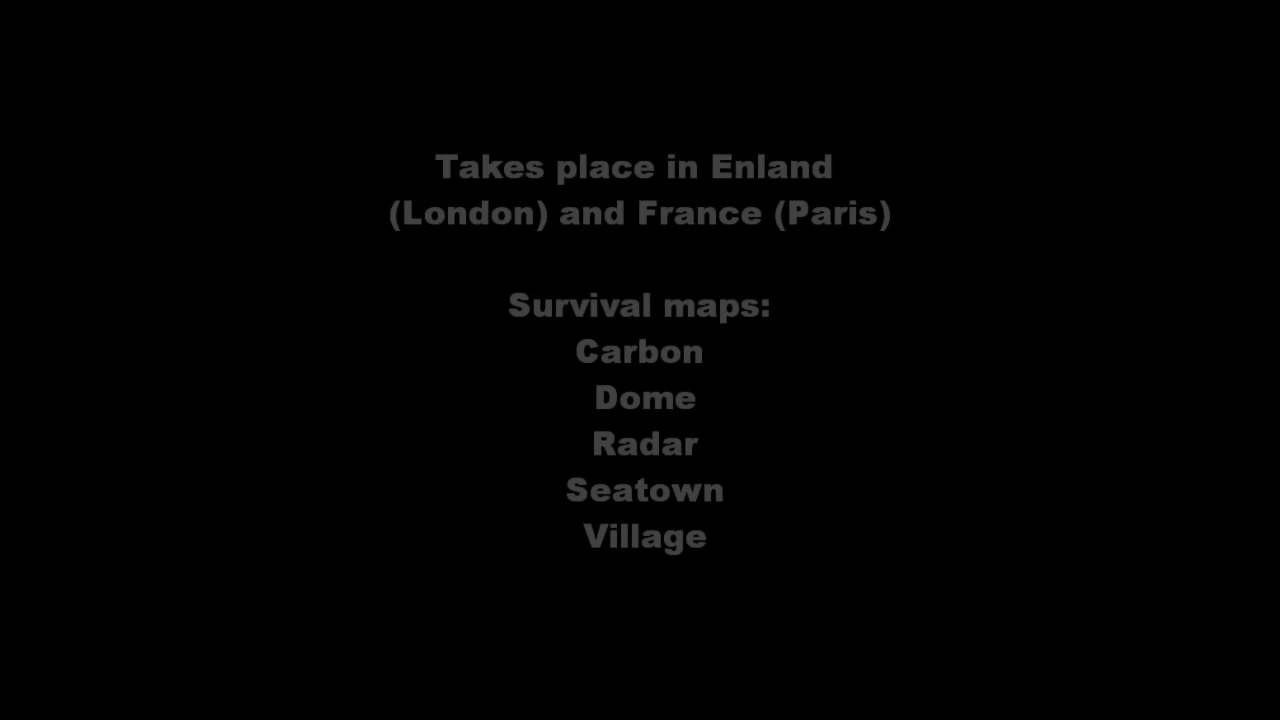 Takes place in Enland
(London) and France (Paris)
Survival maps:
Carbon
Dome
Radar
Seatown
Village